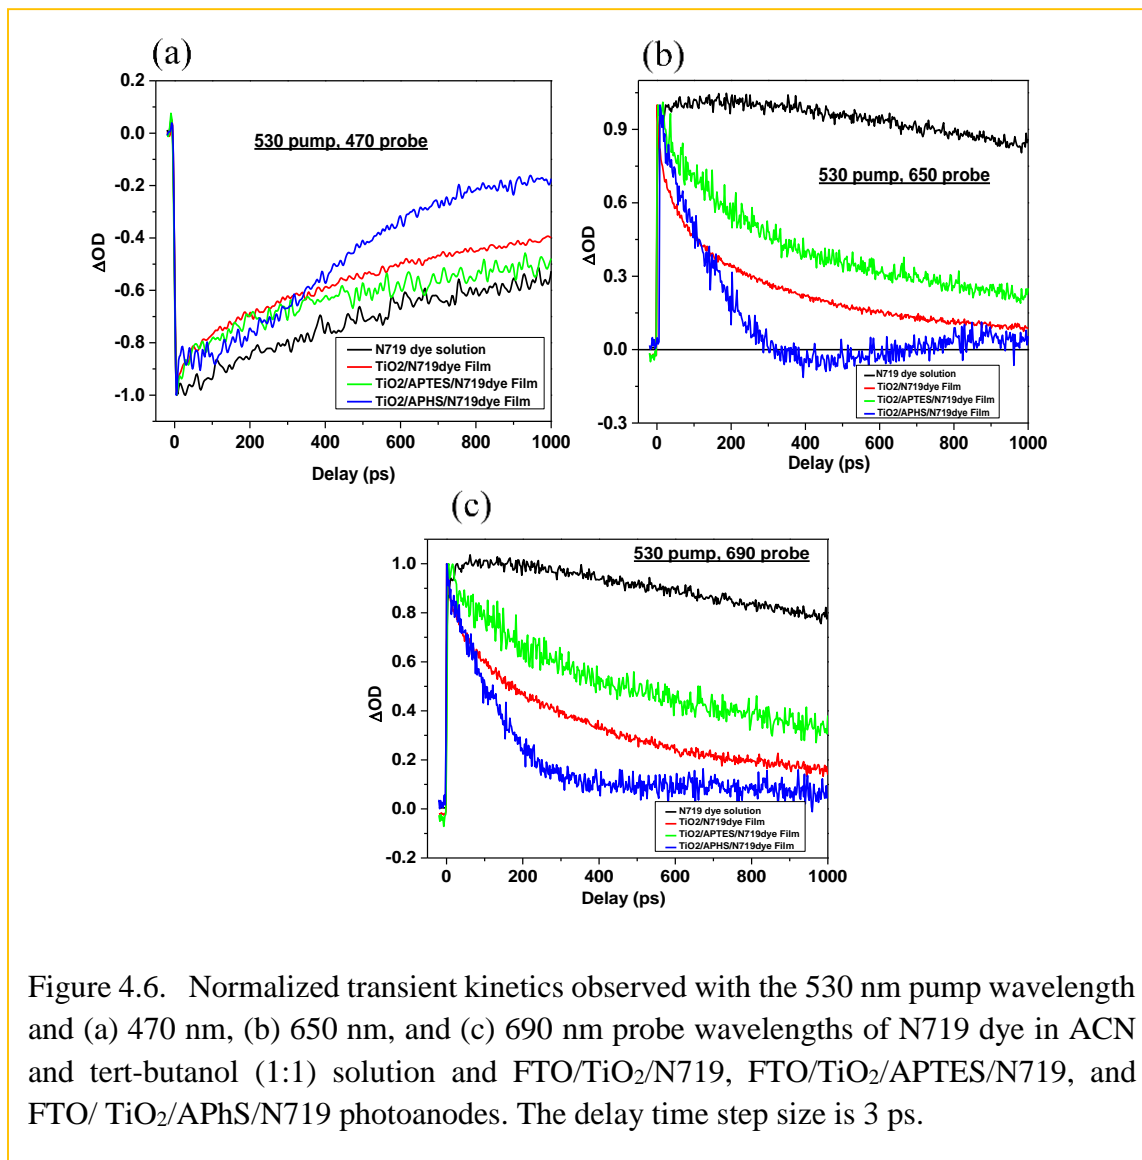 (a)
0.2
0.0
-0.2
-0.4
-0.6
-0.8
-1.0
ΔOD
530 pump, 470 probe
N719 dye solution
TiO2/N719dye Film
TiO2/APTES/N719dye Film
TiO2/APHS/N719dye Film
0 200 400 600 800 1000
Delay (ps)
(b)
0.9
0.6
0.3
0.0
-0.3
ΔOD
530 pump, 650 probe
N719 dye solution
TiO2/N719dye Film
TiO2/APTES/N719dye Film
TiO2/APHS/N719dye Film
0 200 400 600 800 1000
Delay (ps)
(c)
1.0
0.8
0.6
0.4
0.2
0.0
-0.2
ΔOD
530 pump, 690 probe
N719 dye solution
TiO2/N719dye Film
TiO2/APTES/N719dye Film
TiO2/APHS/N719dye Film
0 200 400 600 800 1000
Delay (ps)
Figure 4.6. Normalized transient kinetics observed with the 530 nm pump wavelength
and (a) 470 nm, (b) 650 nm, and (c) 690 nm probe wavelengths of N719 dye in ACN
and tert-butanol (1:1) solution and FTO/TiO₂/N719, FTO/TiO₂/APTES/N719, and
FTO/ TiO₂/APhS/N719 photoanodes. The delay time step size is 3 ps.